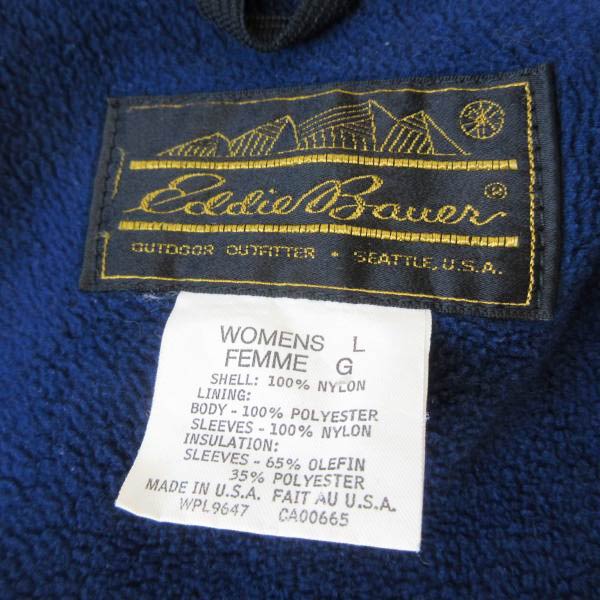 Eddie Bauer®
OUTDOOR OUTFITTER • SEATTLE, U.S.A.
WOMENS L
FEMME G
SHELL: 100% NYLON
LINING:
BODY - 100% POLYESTER
SLEEVES - 100% NYLON
INSULATION:
SLEEVES - 65% OLEFIN
35% POLYESTER
MADE IN U.S.A. FAIT AU U.S.A.
WPL9647 CA00665